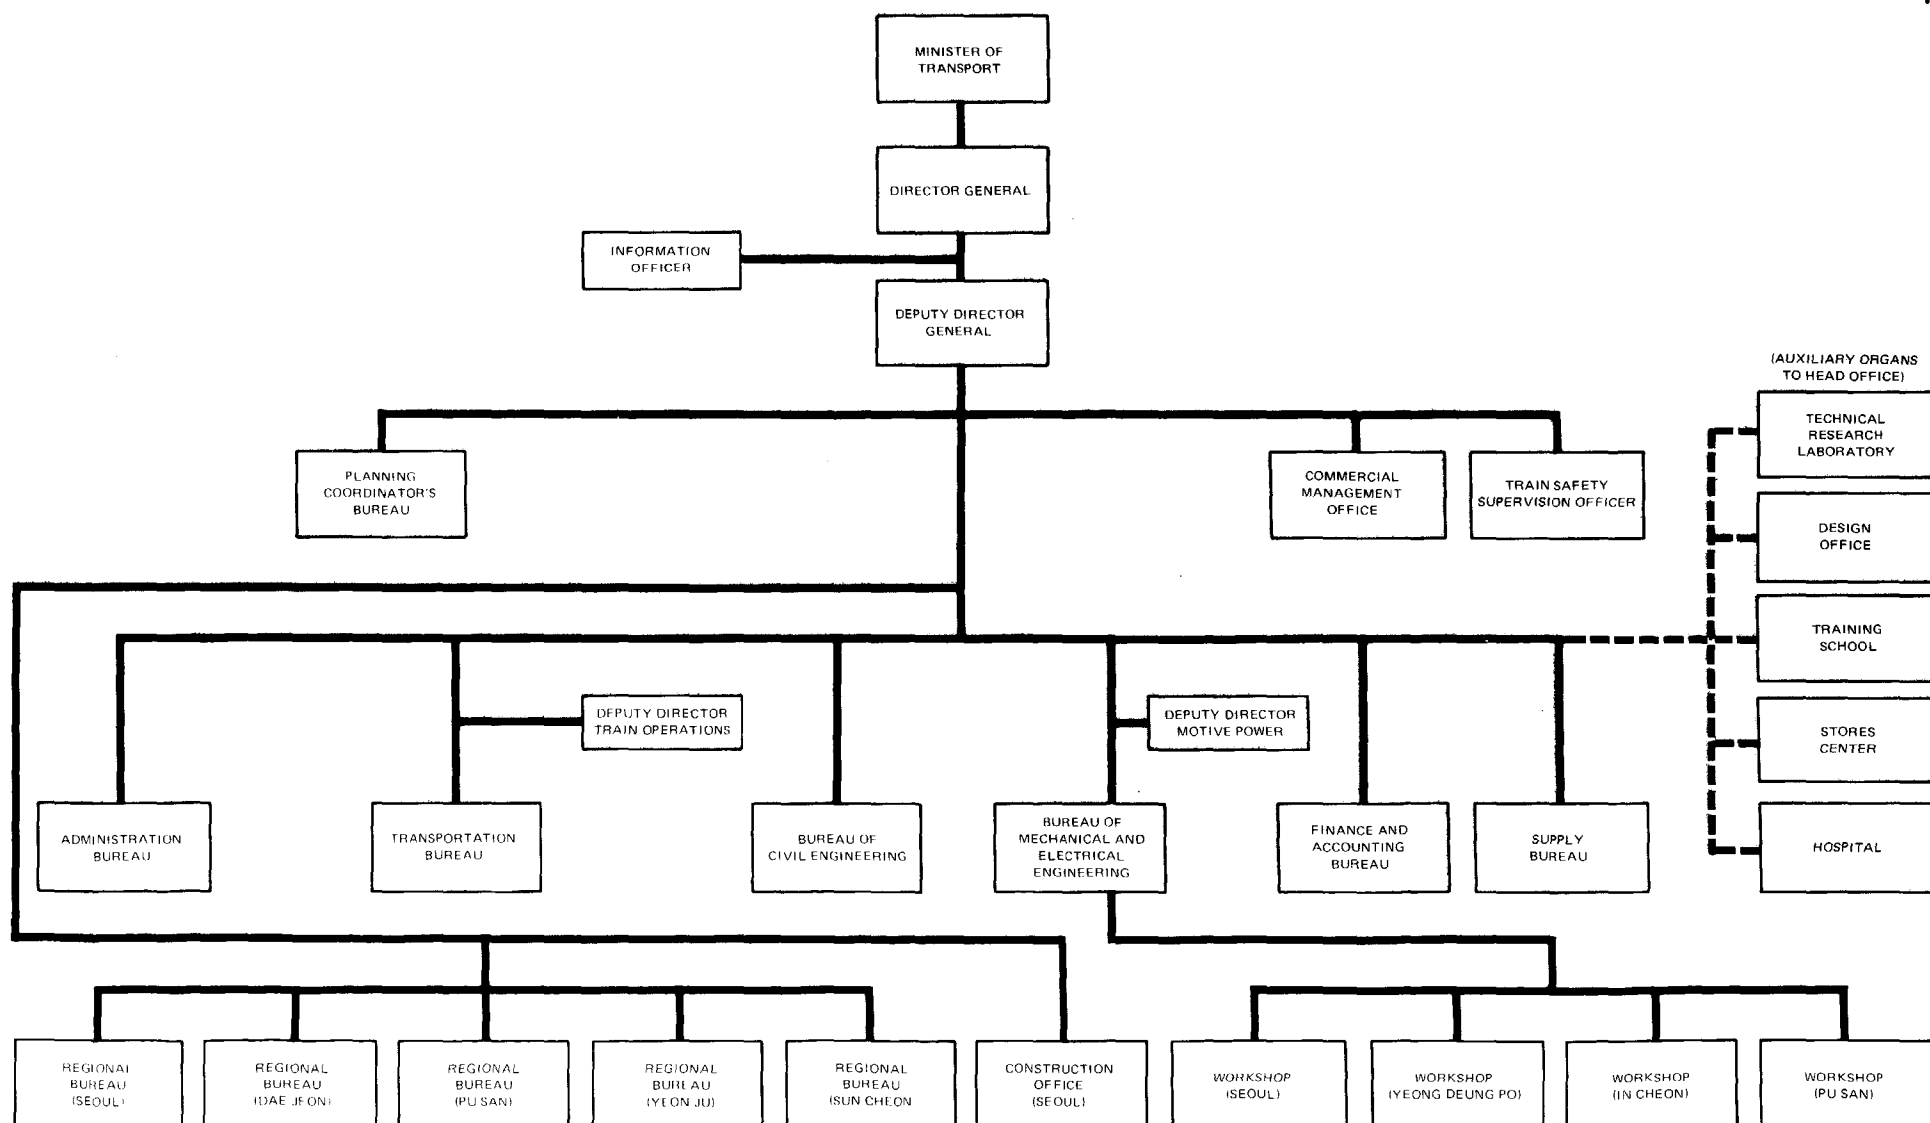 MINISTER OF
TRANSPORT
DIRECTOR GENERAL
INFORMATION
OFFICER
DEPUTY DIRECTOR
GENERAL
(AUXILIARY ORGANS
TO HEAD OFFICE)
TECHNICAL
RESEARCH
LABORATORY
PLANNING
COORDINATOR'S
BUREAU
COMMERCIAL
MANAGEMENT
OFFICE
TRAIN SAFETY
SUPERVISION OFFICER
DESIGN
OFFICE
TRAINING
SCHOOL
DEPUTY DIRECTOR
TRAIN OPERATIONS
DEPUTY DIRECTOR
MOTIVE POWER
STORES
CENTER
ADMINISTRATION
BUREAU
TRANSPORTATION
BUREAU
BUREAU OF
CIVIL ENGINEERING
BUREAU OF
MECHANICAL AND
ELECTRICAL
ENGINEERING
FINANCE AND
ACCOUNTING
BUREAU
SUPPLY
BUREAU
HOSPITAL
REGIONAL
BUREAU
(SEOUL)
REGIONAL
BUREAU
(DAE JEON)
REGIONAL
BUREAU
(PU SAN)
REGIONAL
BUREAU
(YEON JU)
REGIONAL
BUREAU
(SUN CHEON
CONSTRUCTION
OFFICE
(SEOUL)
WORKSHOP
(SEOUL)
WORKSHOP
(YEONG DEUNG PO)
WORKSHOP
(IN CHEON)
WORKSHOP
(PU SAN)